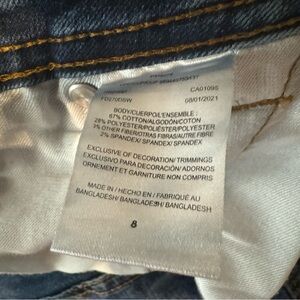 CA01095
08/01/2021
BODY/CUERPO/ENSEMBLE:
67% COTTON/ALGODÓN/COTON
28% POLYESTER/POLIÉSTER/POLYESTER
3% OTHER FIBER/OTRAS FIBRAS/AUTRE FIBRE
2% SPANDEX/ SPANDEX/ SPANDEX
EXCLUSIVE OF DECORATION/TRIMMINGS
EXCLUSIVO PARA DECORACIÓN/ADORNO
ORNEMENT ET GARNITURE NON COMPRIS
MADE IN / HECHO EN / FABRIQUÉ AU
BANGLADESH/ BANGLADESH/ BANGLADESH
8